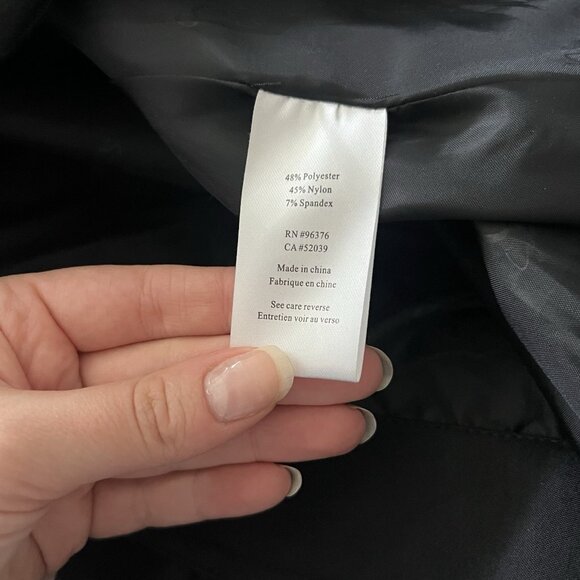 48% Polyester
45% Nylon
7% Spandex
RN #96376
CA #52039
Made in china
Fabrique en chine
See care reverse
Entretien voir au verso